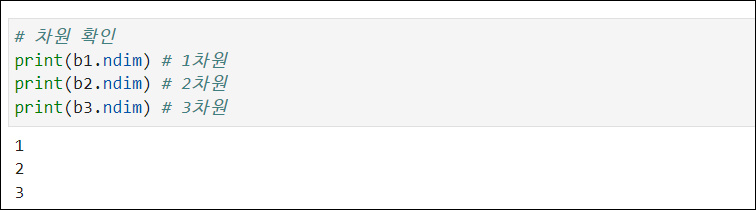 # 차원 확인
print(b1.ndim) # 1차원
print(b2.ndim) # 2차원
print(b3.ndim) # 3차원
1
2
3